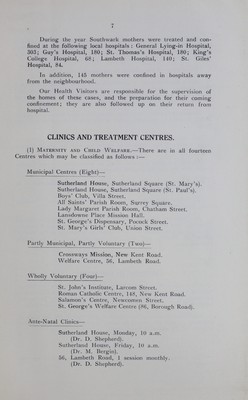 7
During the year Southwark mothers were treated and con-
fined at the following local hospitals: General Lying-in Hospital,
303; Guy's Hospital, 180; St. Thomas's Hospital, 180; King's
College Hospital, 68; Lambeth Hospital, 140; St. Giles'
Hospital, 84.
In addition, 145 mothers were confined in hospitals away
from the neighbourhood.
Our Health Visitors are responsible for the supervision of
the homes of these cases, and the preparation for their coming
confinement; they are also followed up on their return from
hospital.
CLINICS AND TREATMENT CENTRES.
(1) Maternity and Child Welfare.—There are in all fourteen
Centres which may be classified as follows:—
Municipal Centres (Eight)—
Sutherland House, Sutherland Square (St. Mary's).
Sutherland House, Sutherland Square (St. Paul's).
Boys' Club, Villa Street.
All Saints' Parish Room, Surrey Square.
Lady Margaret Parish Room, Chatham Street.
Lansdowne Place Mission Hall.
St. George's Dispensary, Pocock Street.
St. Mary's Girls' Club, Union Street.
Partly Municipal, Partly Voluntary (Two)—
Crossways Mission, New Kent Road.
Welfare Centre, 56, Lambeth Road.
Wholly Voluntary (Four)—
St. John's Institute, Larcom Street.
Roman Catholic Centre, 149, New Kent Road.
Salamon's Centre, Newcomen Street.
St. George's Welfare Centre (96, Borough Road).
Ante-Natal Clinics—
Sutherland House, Monday, 10 a.m.
(Dr. D. Shepherd).
Sutherland House, Friday, 10 a.m.
(Dr. M. Bergin).
56, Lambeth Road, 1 session monthly.
(Dr. D. Shepherd).